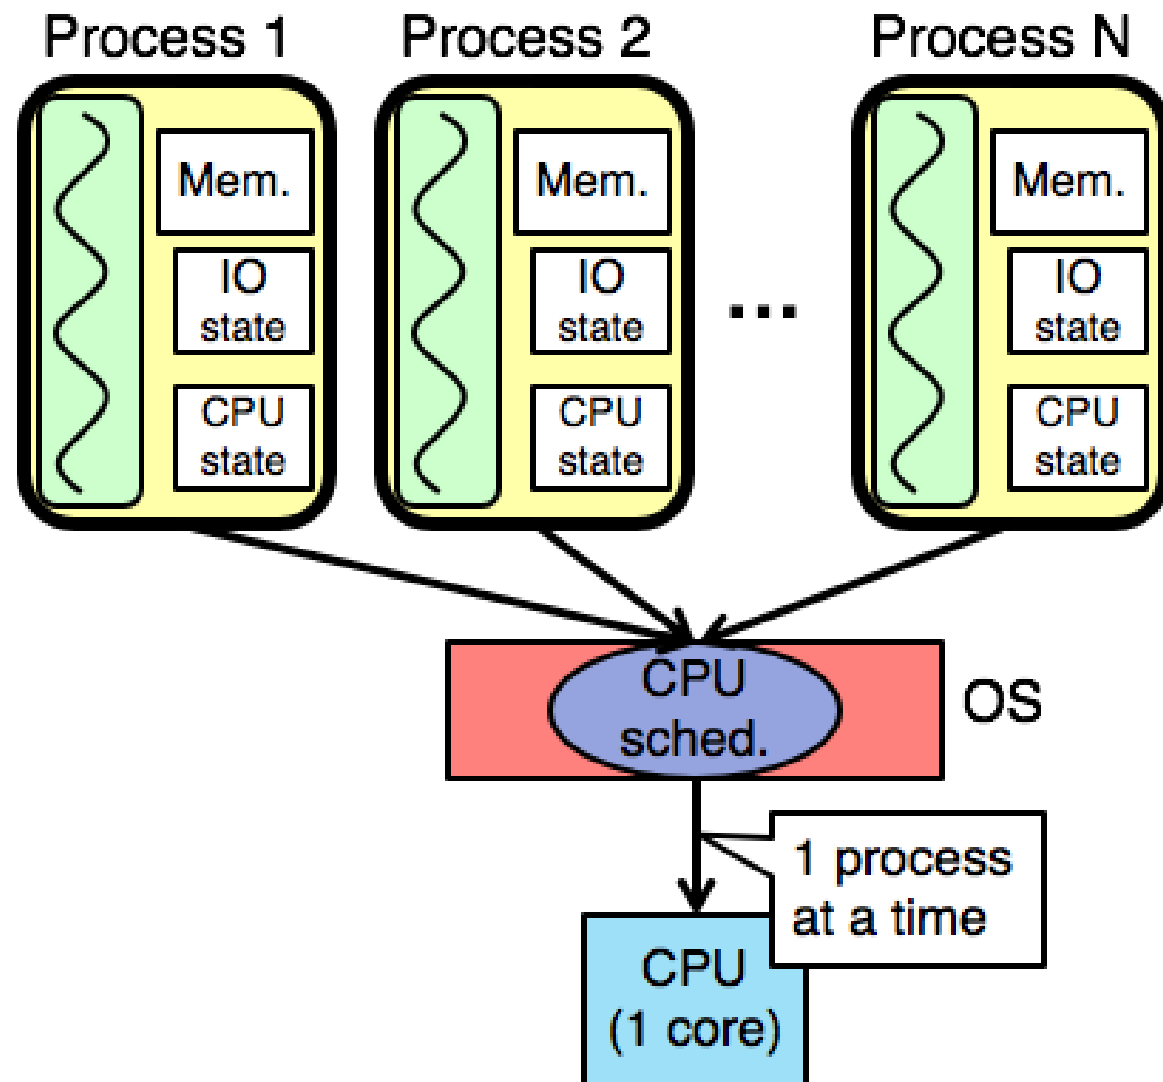 Process 1
Process 2
Process N
Mem.
IO
state
CPU
state
Mem.
IO
state
CPU
state
...
Mem.
IO
state
CPU
state
CPU
sched.
OS
1 process
at a time
CPU
(1 core)